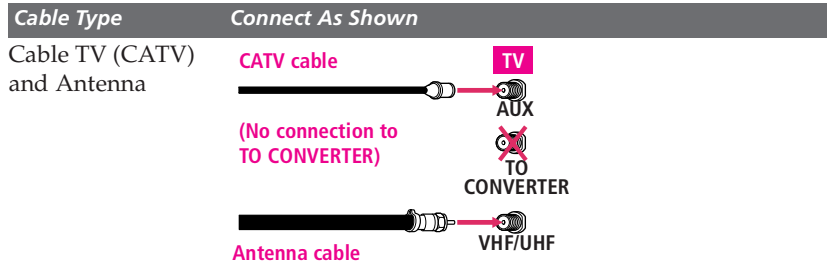 Cable Type Connect As Shown
Cable TV (CATV)
and Antenna
CATV cable
TV
AUX
(No connection to
TO CONVERTER)
TO
CONVERTER
VHF/UHF
Antenna cable